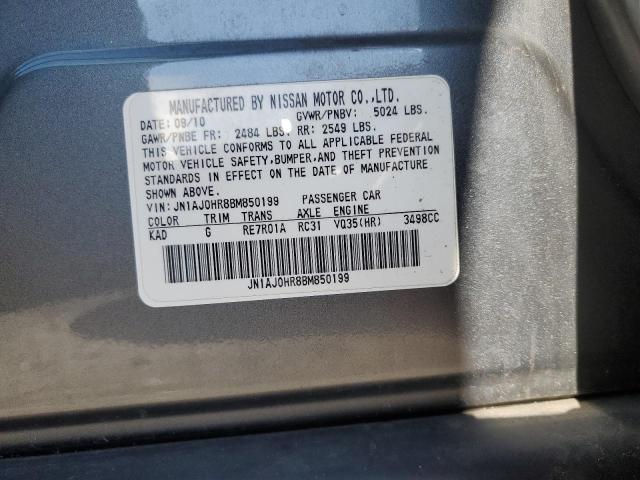 MANUFACTURED BY NISSAN MOTOR CO.,LTD.
DATE: 09/10 GVWR/PNBV: 5024 LBS.
GAWR/PNBE FR: 2484 LBS. RR: 2549 LBS.
THIS VEHICLE CONFORMS TO ALL APPLICABLE FEDERAL
MOTOR VEHICLE SAFETY,BUMPER,AND THEFT PREVENTION
STANDARDS IN EFFECT ON THE DATE OF MANUFACTURE
SHOWN ABOVE.
VIN: JN1AJ0HR8BM850199 PASSENGER CAR
COLOR TRIM TRANS AXLE ENGINE
KAD G RE7R01A RC31 VQ35(HR) 3498CC
JN1AJ0HR8BM850199